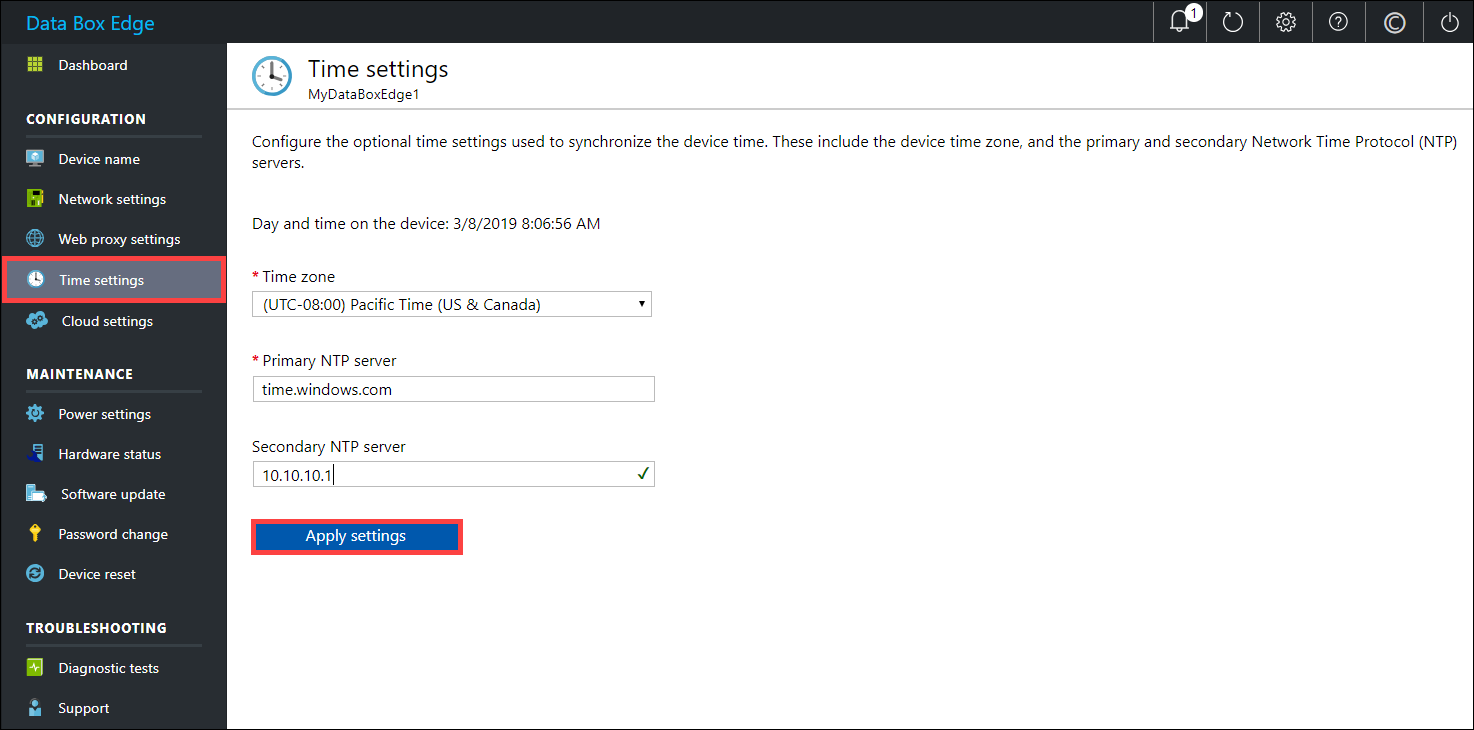 Data Box Edge
1
Dashboard
CONFIGURATION
Device name
Network settings
Web proxy settings
Time settings
Cloud settings
MAINTENANCE
Power settings
Hardware status
Software update
Password change
Device reset
TROUBLESHOOTING
Diagnostic tests
Support
Time settings
MyDataBoxEdge1
Configure the optional time settings used to synchronize the device time. These include the device time zone, and the primary and secondary Network Time Protocol (NTP)
servers.
Day and time on the device: 3/8/2019 8:06:56 AM
* Time zone
(UTC-08:00) Pacific Time (US & Canada)
* Primary NTP server
time.windows.com
Secondary NTP server
10.10.10.1
Apply settings